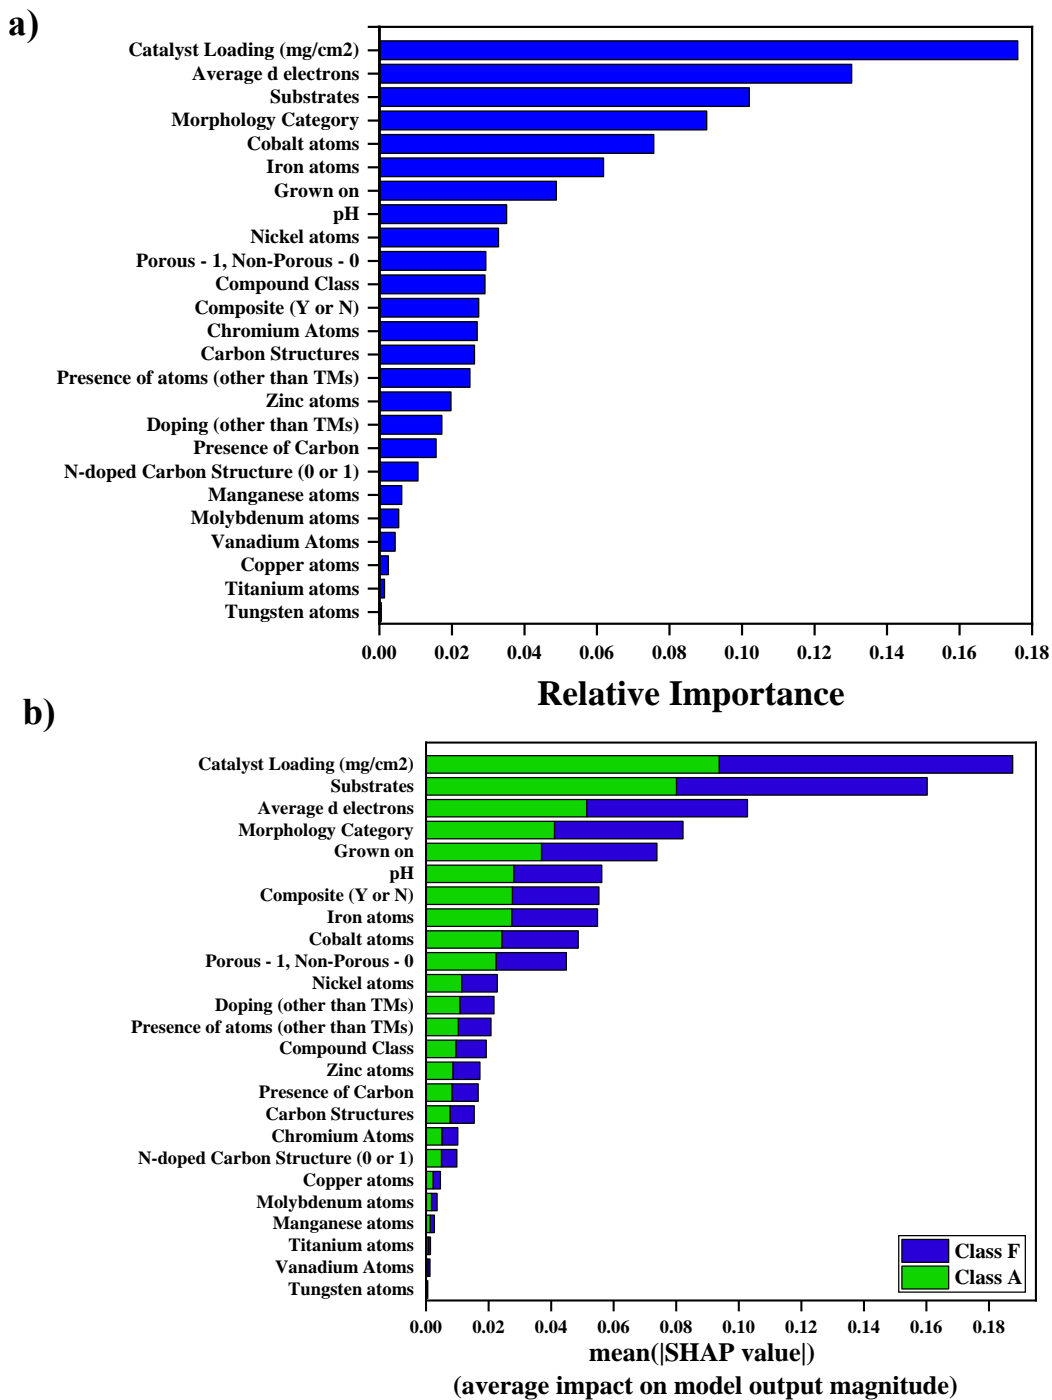 a)
Catalyst Loading (mg/cm2)
Average d electrons
Substrates
Morphology Category
Cobalt atoms
Iron atoms
Grown on
pH
Nickel atoms
Porous - 1, Non-Porous - 0
Compound Class
Composite (Y or N)
Chromium Atoms
Carbon Structures
Presence of atoms (other than TMs)
Zinc atoms
Doping (other than TMs)
Presence of Carbon
N-doped Carbon Structure (0 or 1)
Manganese atoms
Molybdenum atoms
Vanadium Atoms
Copper atoms
Titanium atoms
Tungsten atoms
0.00 0.02 0.04 0.06 0.08 0.10 0.12 0.14 0.16 0.18
Relative Importance
b)
Catalyst Loading (mg/cm2)
Substrates
Average d electrons
Morphology Category
Grown on
pH
Composite (Y or N)
Iron atoms
Cobalt atoms
Porous - 1, Non-Porous - 0
Nickel atoms
Doping (other than TMs)
Presence of atoms (other than TMs)
Compound Class
Zinc atoms
Presence of Carbon
Carbon Structures
Chromium Atoms
N-doped Carbon Structure (0 or 1)
Copper atoms
Molybdenum atoms
Manganese atoms
Titanium atoms
Vanadium Atoms
Tungsten atoms
Class F
Class A
0.00 0.02 0.04 0.06 0.08 0.10 0.12 0.14 0.16 0.18
mean(|SHAP value|)
(average impact on model output magnitude)